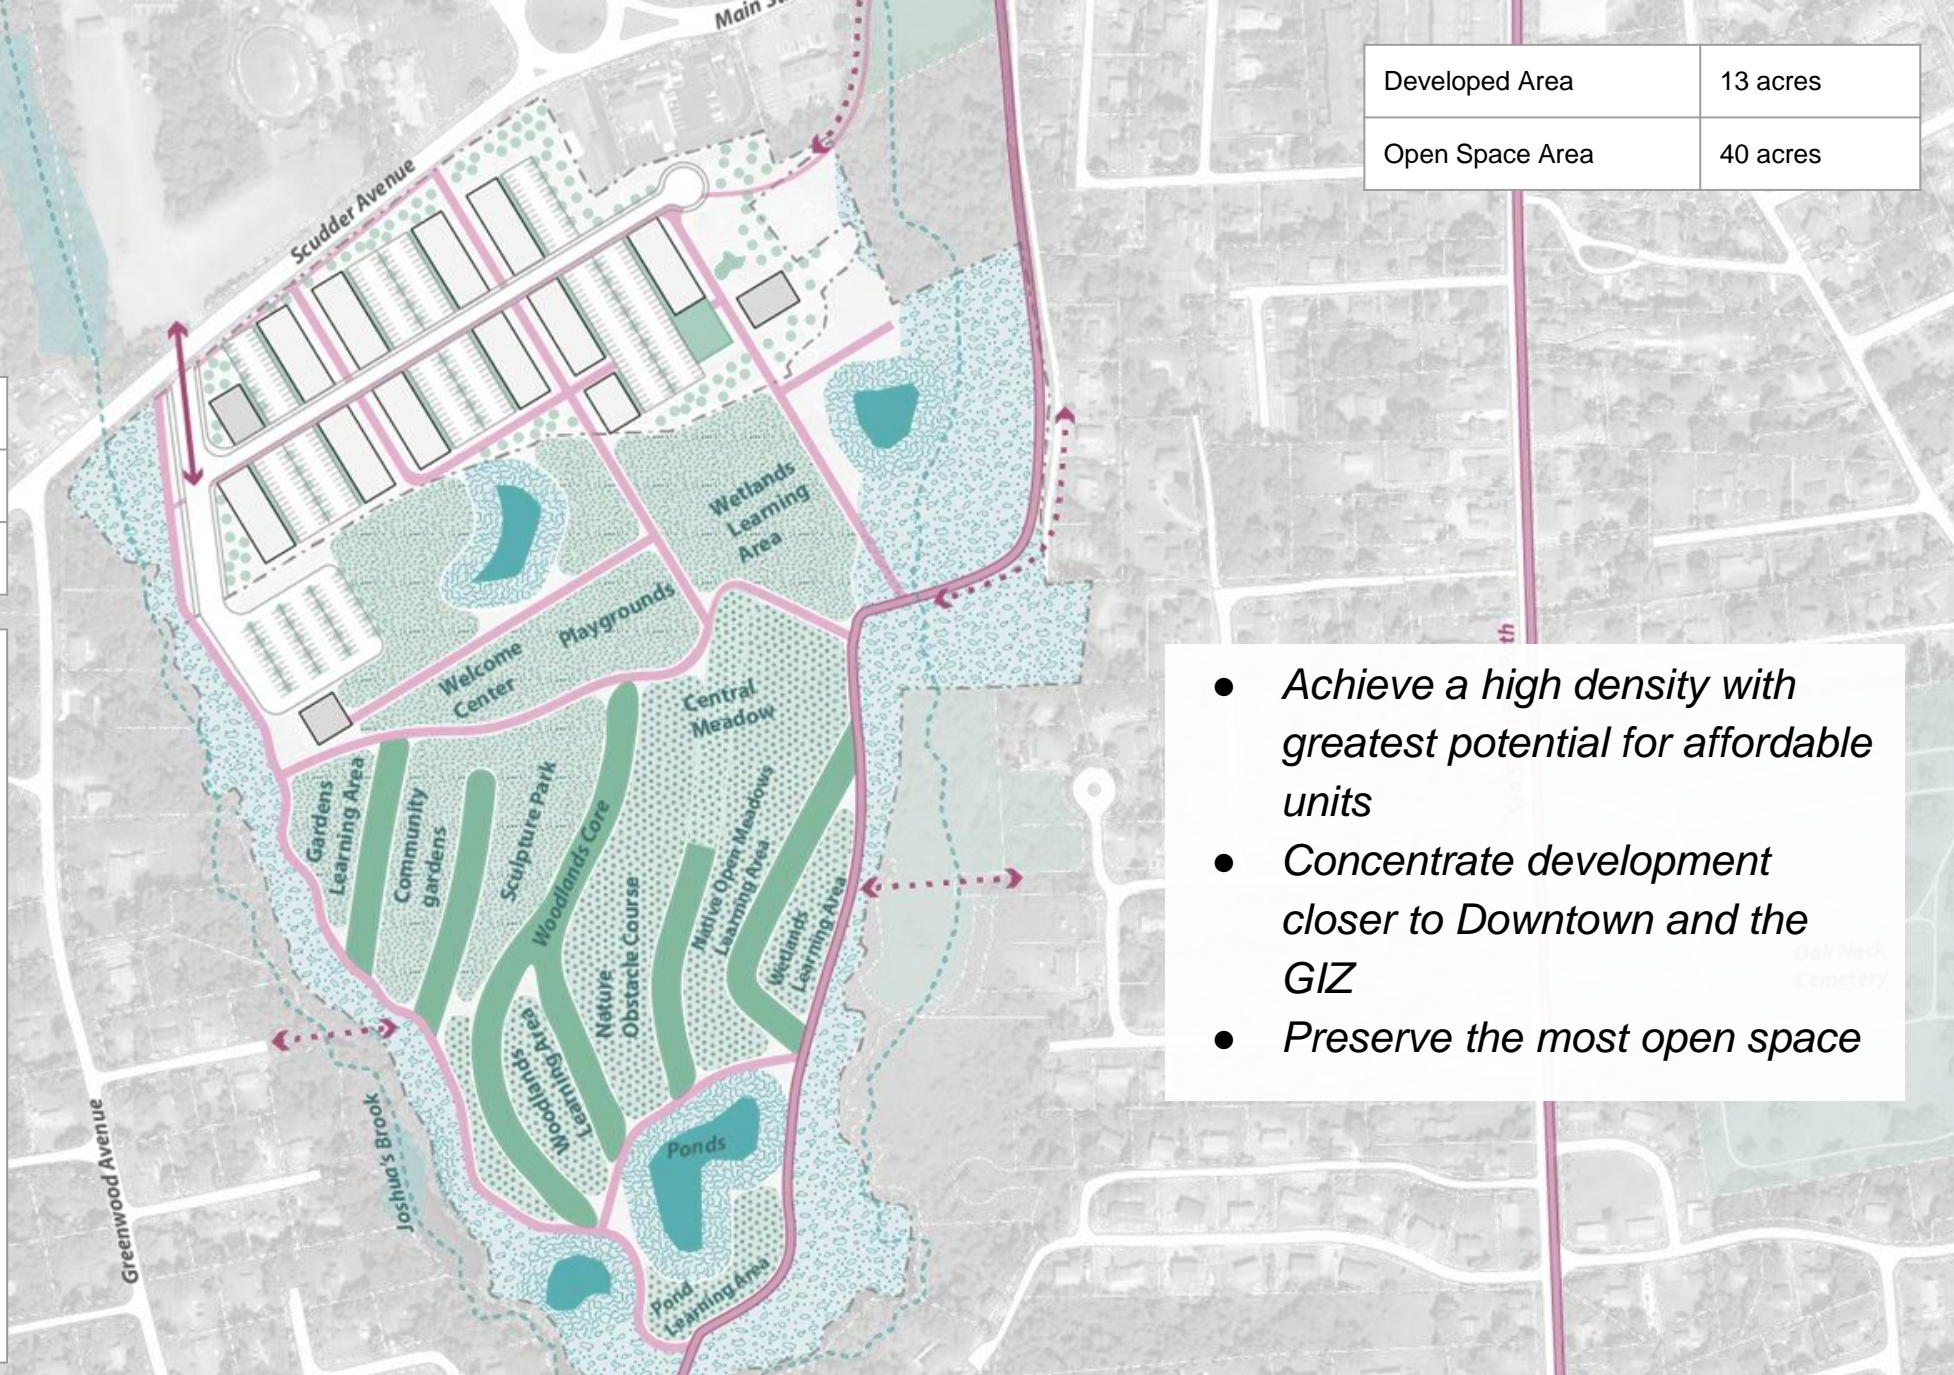 Main
Developed Area 13 acres
Open Space Area 40 acres
Scudder Avenue
Wetlands
Learning
Area
Playgrounds
Welcome
Center
Central
Meadow
Gardens
Learning Area
Community
gardens
Sculpture Park
Woodlands Core
Nature
Obstacle Course
Native Open Meadows
Learning Area
Wetlands
Learning Area
Woodlands
Learning Area
Ponds
Pond
Learning Area
Joshua's Brook
Greenwood Avenue
● Achieve a high density with
greatest potential for affordable
units
● Concentrate development
closer to Downtown and the
GIZ
● Preserve the most open space
Oak Neck
Cemetery